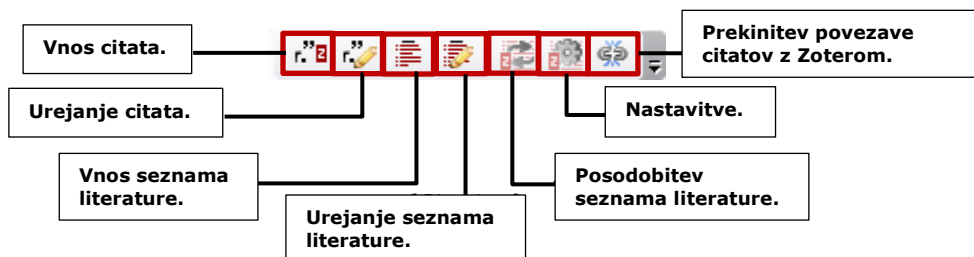 Vnos citata.
Prekinitev povezave
citatov z Zoterom.
Urejanje citata.
Nastavitve.
Vnos seznama
literature.
Posodobitev
seznama literature.
Urejanje seznama
literature.